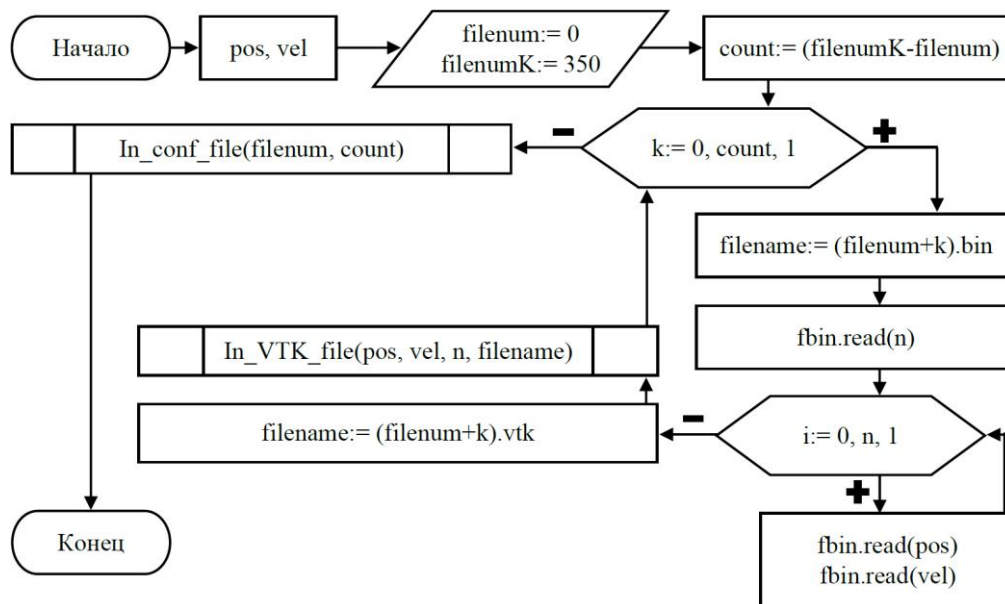 Начало
pos, vel
filenum:= 0
filenumK:= 350
count:= (filenumK-filenum)
In_conf_file(filenum, count)
−
k:= 0, count, 1
+
filename:= (filenum+k).bin
fbin.read(n)
In_VTK_file(pos, vel, n, filename)
filename:= (filenum+k).vtk
−
i:= 0, n, 1
+
fbin.read(pos)
fbin.read(vel)
Конец